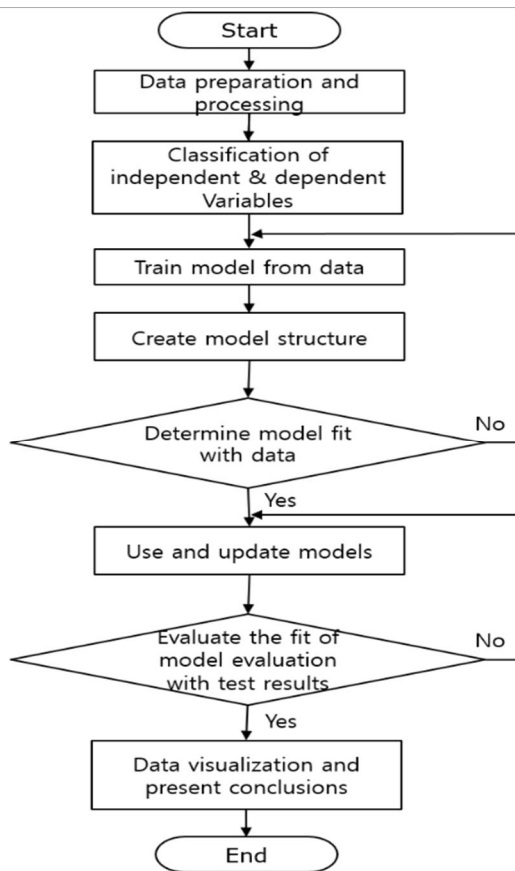 Start
Data preparation and
processing
Classification of
independent & dependent
Variables
Train model from data
Create model structure
Determine model fit
with data
No
Yes
Use and update models
Evaluate the fit of
model evaluation
with test results
No
Yes
Data visualization and
present conclusions
End